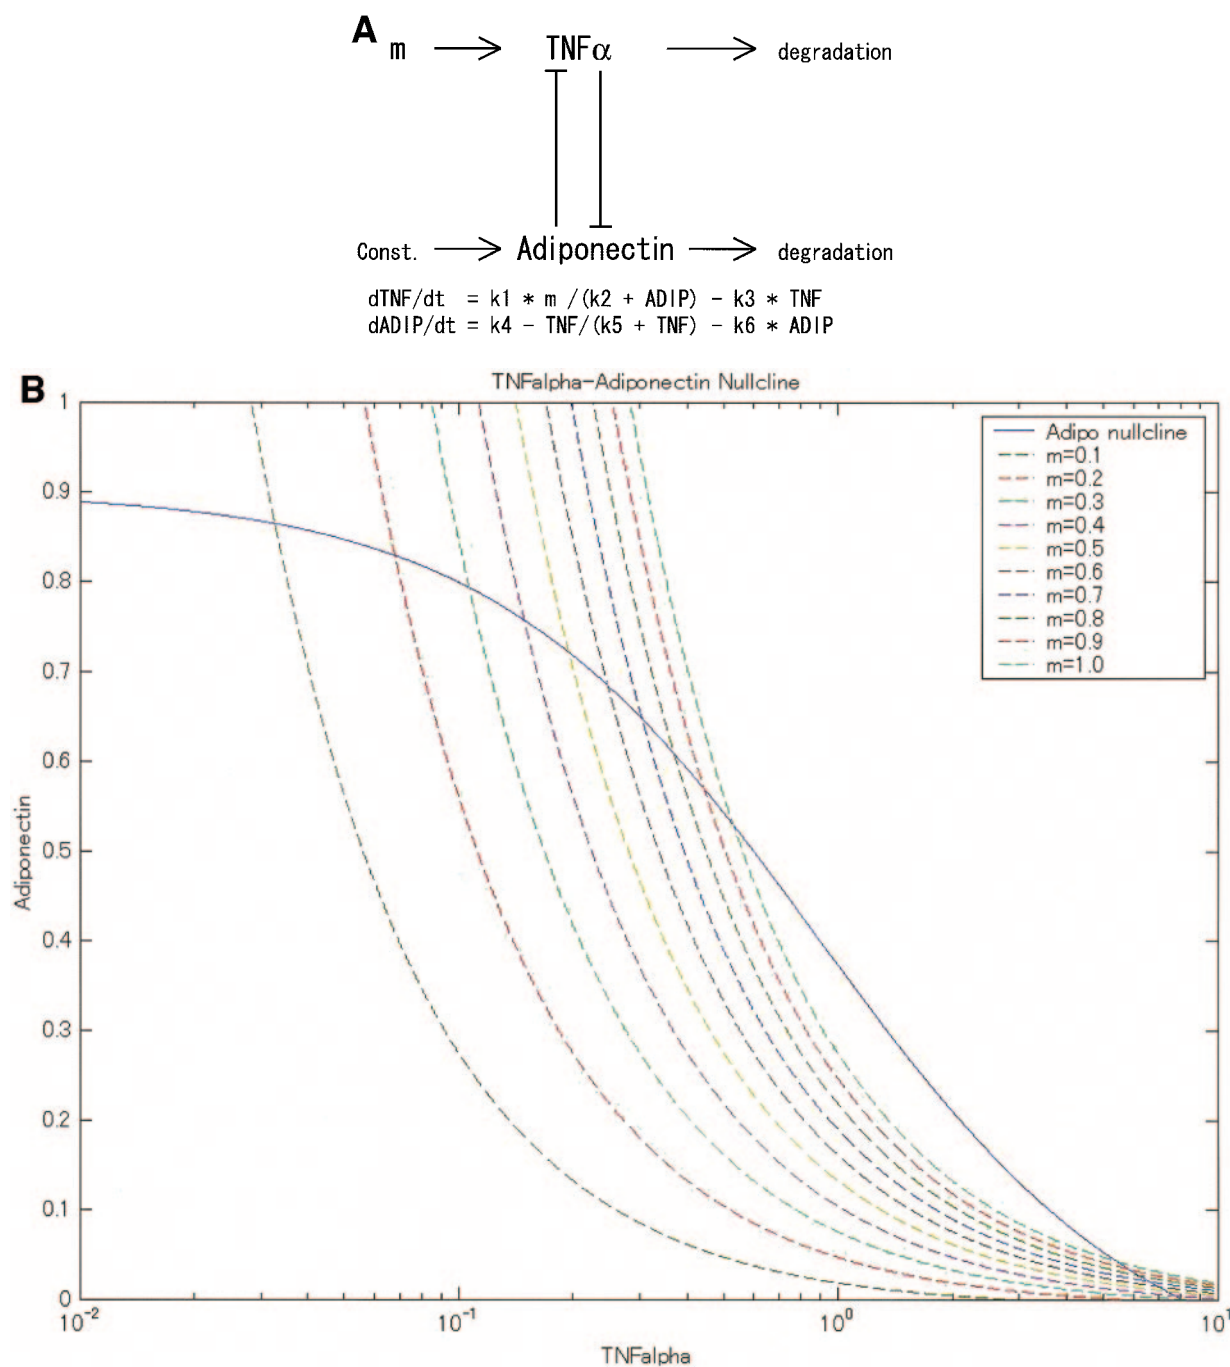 A
m TNFα degradation
Const. Adiponectin degradation
dTNF/dt = k1 * m /(k2 + ADIP) - k3 * TNF
dADIP/dt = k4 - TNF/(k5 + TNF) - k6 * ADIP
B
TNFalpha-Adiponectin Nullcline
1
0.9
0.8
0.7
0.6
0.5
0.4
0.3
0.2
0.1
0
Adiponectin
Adipo nullcline
m=0.1
m=0.2
m=0.3
m=0.4
m=0.5
m=0.6
m=0.7
m=0.8
m=0.9
m=1.0
10^-2 10^-1 10^0 10^1
TNFalpha